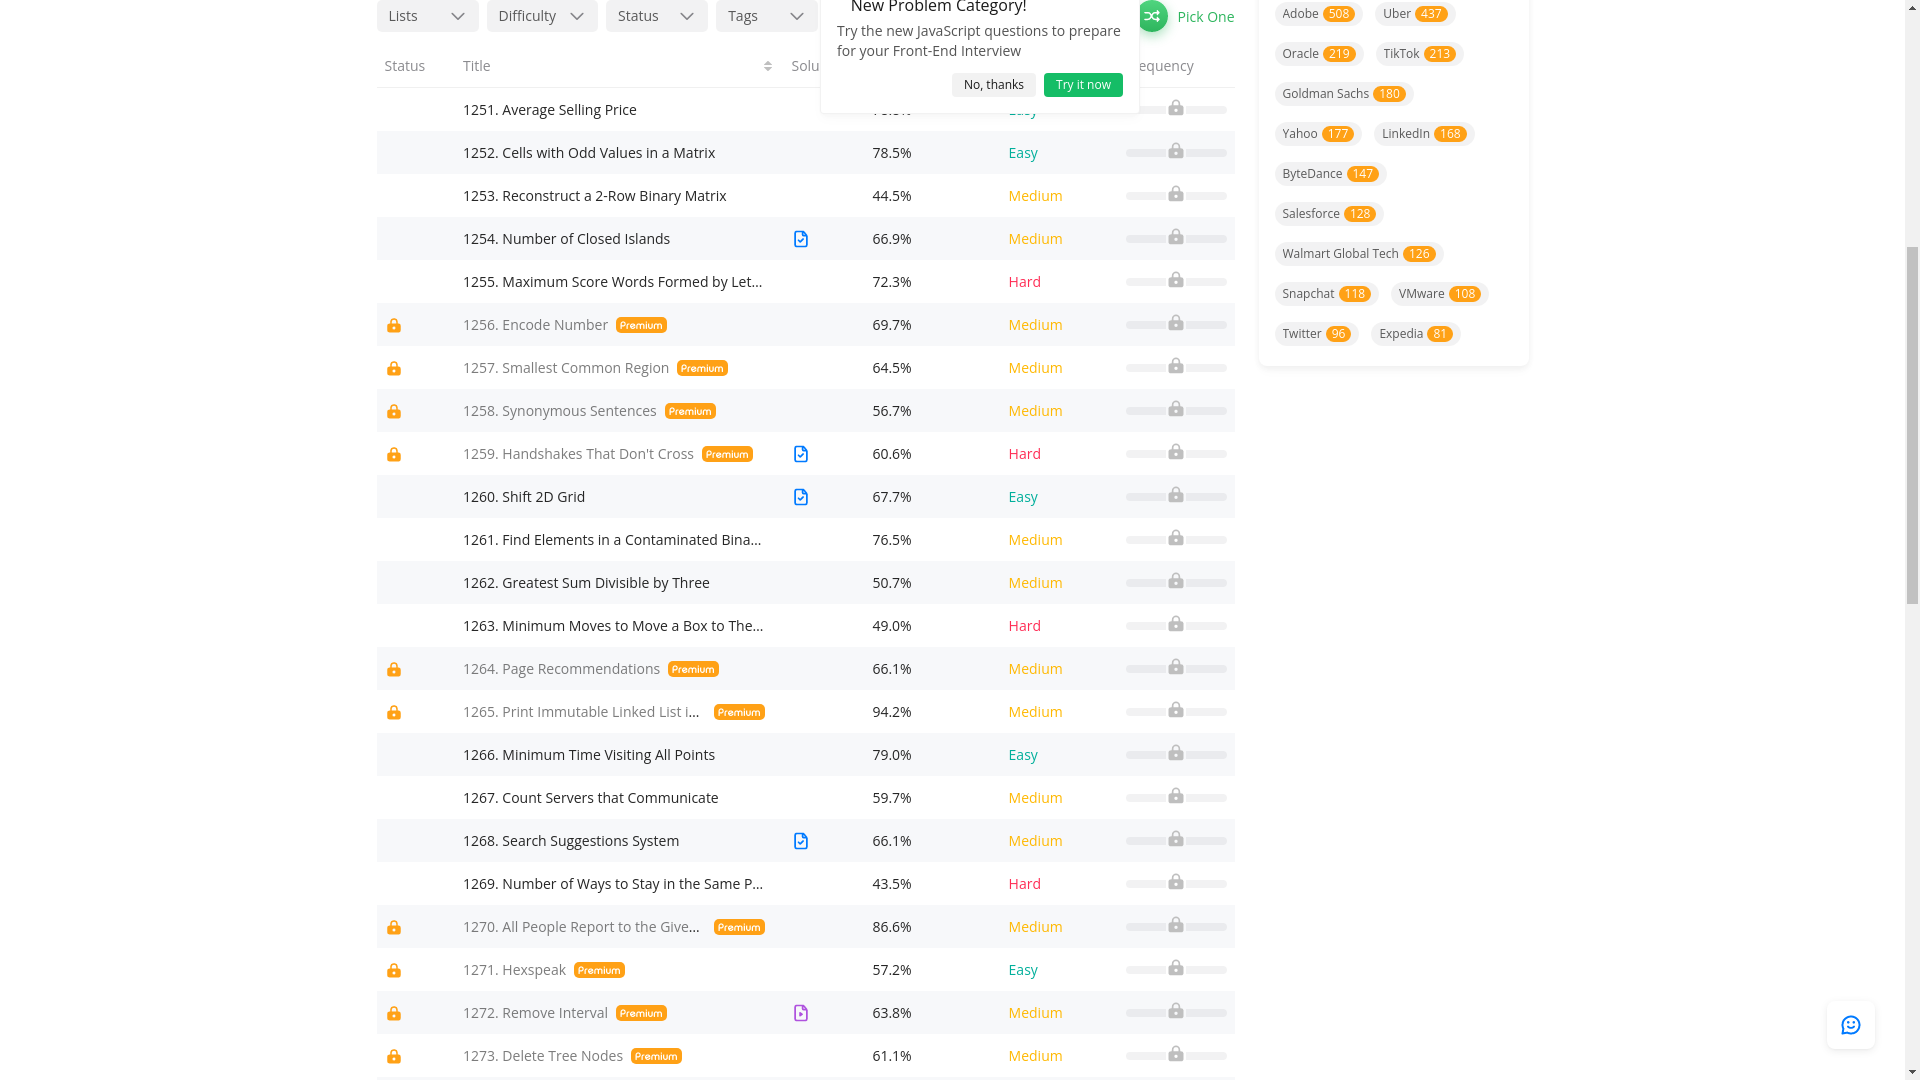 Lists Difficulty Status Tags New Problem Category! Pick One
Try the new JavaScript questions to prepare
for your Front-End Interview
No, thanks Try it now
Status Title Solu equency
1251. Average Selling Price Easy
1252. Cells with Odd Values in a Matrix 78.5% Easy
1253. Reconstruct a 2-Row Binary Matrix 44.5% Medium
1254. Number of Closed Islands 66.9% Medium
1255. Maximum Score Words Formed by Let... 72.3% Hard
1256. Encode Number Premium 69.7% Medium
1257. Smallest Common Region Premium 64.5% Medium
1258. Synonymous Sentences Premium 56.7% Medium
1259. Handshakes That Don't Cross Premium 60.6% Hard
1260. Shift 2D Grid 67.7% Easy
1261. Find Elements in a Contaminated Bina... 76.5% Medium
1262. Greatest Sum Divisible by Three 50.7% Medium
1263. Minimum Moves to Move a Box to The... 49.0% Hard
1264. Page Recommendations Premium 66.1% Medium
1265. Print Immutable Linked List i... Premium 94.2% Medium
1266. Minimum Time Visiting All Points 79.0% Easy
1267. Count Servers that Communicate 59.7% Medium
1268. Search Suggestions System 66.1% Medium
1269. Number of Ways to Stay in the Same P... 43.5% Hard
1270. All People Report to the Give... Premium 86.6% Medium
1271. Hexspeak Premium 57.2% Easy
1272. Remove Interval Premium 63.8% Medium
1273. Delete Tree Nodes Premium 61.1% Medium
Adobe 508 Uber 437
Oracle 219 TikTok 213
Goldman Sachs 180
Yahoo 177 LinkedIn 168
ByteDance 147
Salesforce 128
Walmart Global Tech 126
Snapchat 118 VMware 108
Twitter 96 Expedia 81